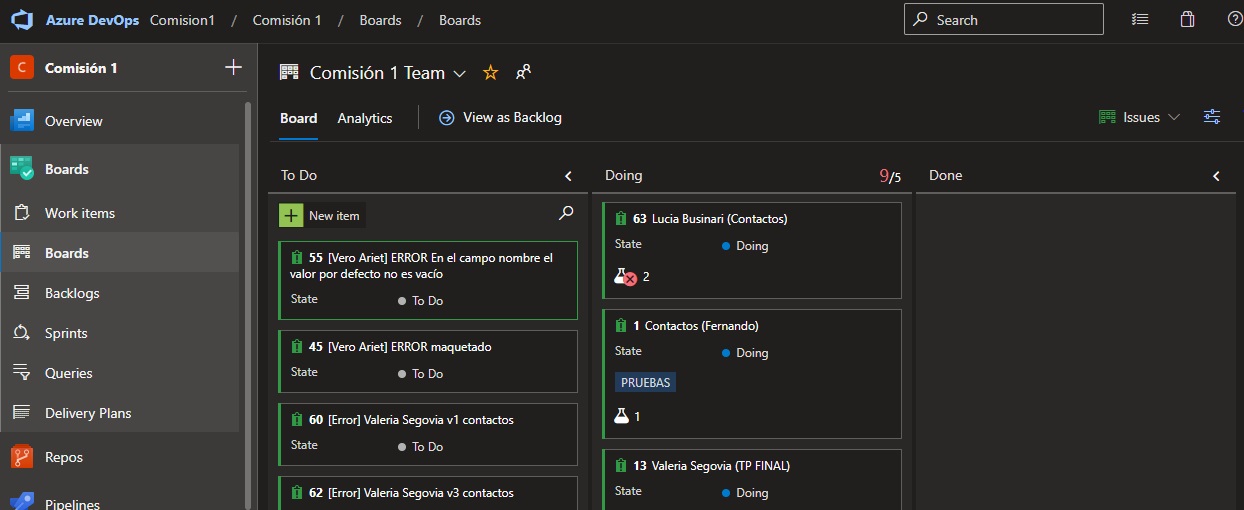 Azure DevOps Comision1 / Comisión 1 / Boards / Boards
Search
C Comisión 1
Overview
Boards
Work items
Boards
Backlogs
Sprints
Queries
Delivery Plans
Repos
Pipelines
Comisión 1 Team
Board Analytics View as Backlog
Issues
To Do
New item
55 [Vero Ariet] ERROR En el campo nombre el
valor por defecto no es vacío
State To Do
45 [Vero Ariet] ERROR maquetado
State To Do
60 [Error] Valeria Segovia v1 contactos
State To Do
62 [Error] Valeria Segovia v3 contactos
Doing 9/5
63 Lucia Businari (Contactos)
State Doing
2
1 Contactos (Fernando)
State Doing
PRUEBAS
1
13 Valeria Segovia (TP FINAL)
State Doing
Done